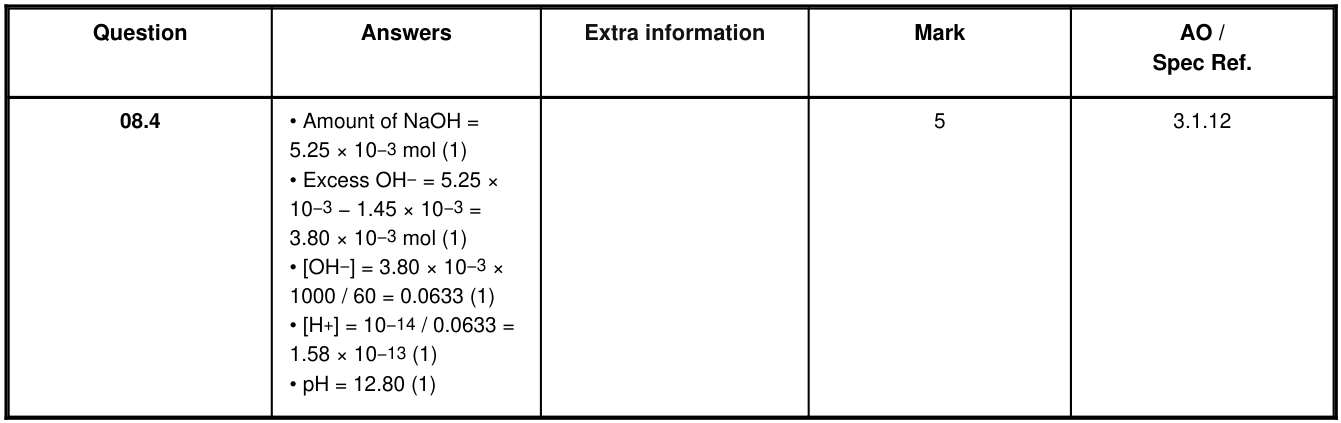 Question Answers Extra information Mark AO /
Spec Ref.
08.4 • Amount of NaOH = 5 3.1.12
5.25 × 10−3 mol (1)
• Excess OH− = 5.25 ×
10−3 − 1.45 × 10−3 =
3.80 × 10−3 mol (1)
• [OH−] = 3.80 × 10−3 ×
1000 / 60 = 0.0633 (1)
• [H+] = 10−14 / 0.0633 =
1.58 × 10−13 (1)
• pH = 12.80 (1)